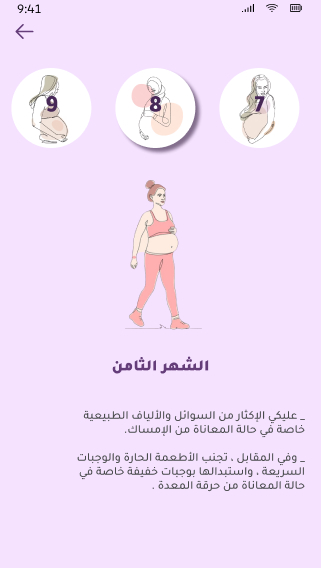 9:41
7
8
9
الشهر الثامن
_ عليكي الإكثار من السوائل والألياف الطبيعية
خاصة في حالة المعاناة من الإمساك.
_ وفي المقابل ، تجنب الأطعمة الحارة والوجبات
السريعة ، واستبدالها بوجبات خفيفة خاصة في
حالة المعاناة من حرقة المعدة .